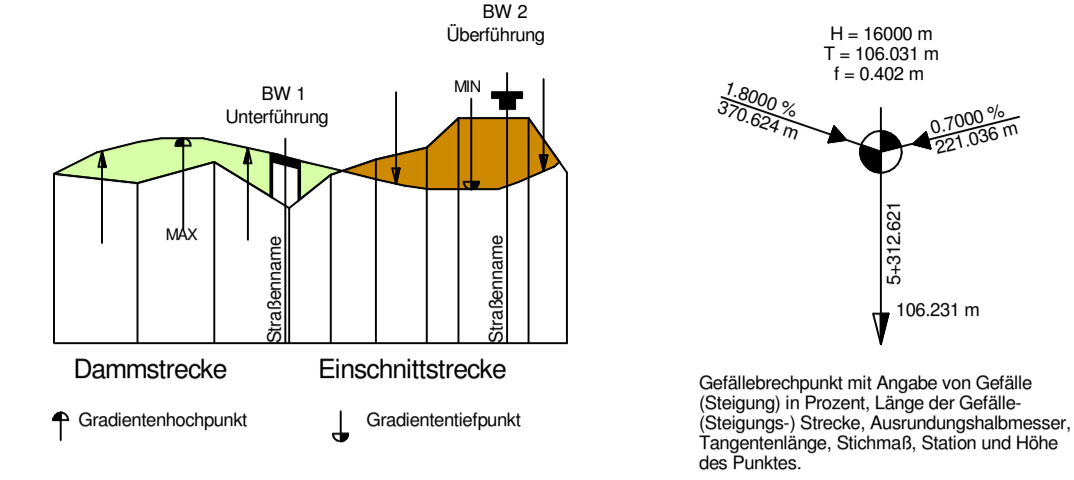 BW 2
Überführung
BW 1
Unterführung
MIN
MAX
Straßenname
Straßenname
Dammstrecke
Einschnittstrecke
Gradientenhochpunkt
Gradiententiefpunkt
H = 16000 m
T = 106.031 m
f = 0.402 m
1.8000 %
370.624 m
0.7000 %
221.036 m
5+312.621
106.231 m
Gefällebrechpunkt mit Angabe von Gefälle
(Steigung) in Prozent, Länge der Gefälle-
(Steigungs-) Strecke, Ausrundungshalbmesser,
Tangentenlänge, Stichmaß, Station und Höhe
des Punktes.